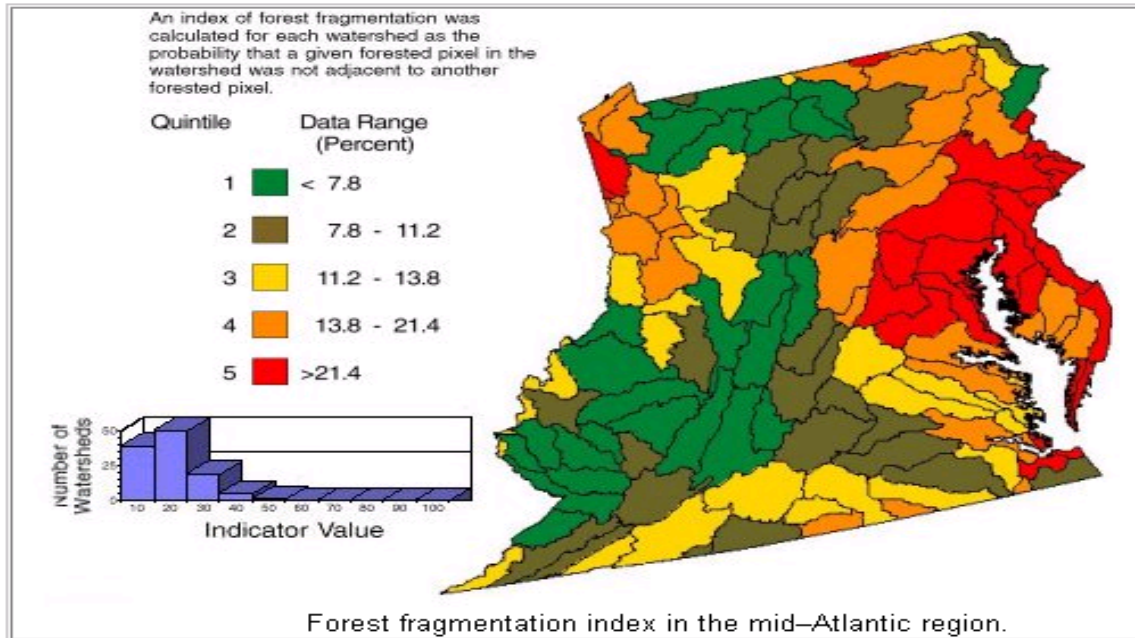 An index of forest fragmentation was
calculated for each watershed as the
probability that a given forested pixel in the
watershed was not adjacent to another
forested pixel.
Quintile Data Range
(Percent)
1 < 7.8
2 7.8 - 11.2
3 11.2 - 13.8
4 13.8 - 21.4
5 >21.4
Number of
Watersheds
50
25
0
10 20 30 40 50 60 70 80 90 100
Indicator Value
Forest fragmentation index in the mid–Atlantic region.